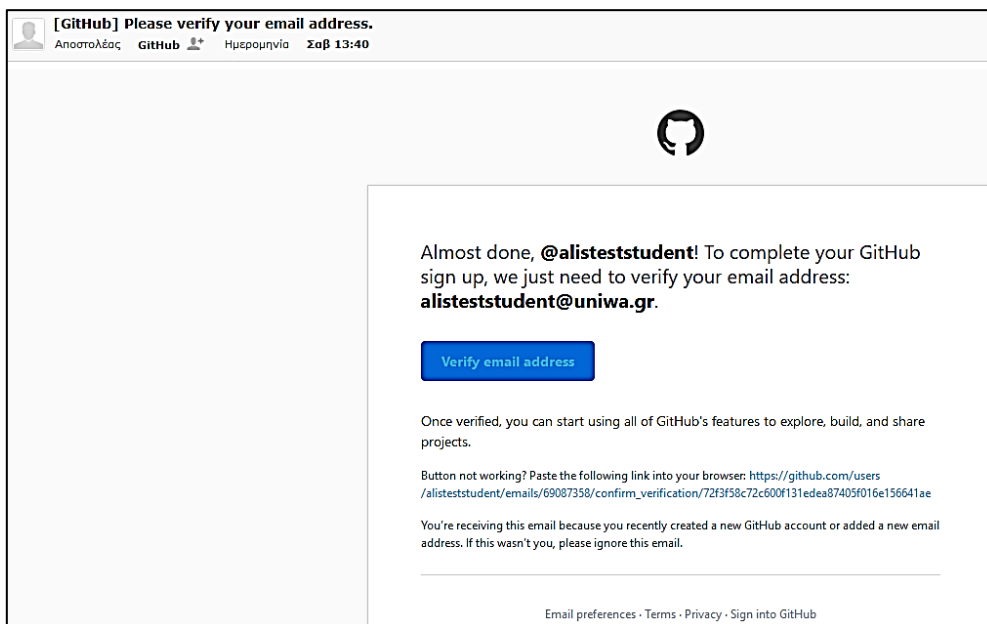 [GitHub] Please verify your email address.
Αποστολέας GitHub Ημερομηνία Σαβ 13:40
Almost done, @alisteststudent! To complete your GitHub
sign up, we just need to verify your email address:
alisteststudent@uniwa.gr.
Verify email address
Once verified, you can start using all of GitHub's features to explore, build, and share
projects.
Button not working? Paste the following link into your browser: https://github.com/users
/alisteststudent/emails/69087358/confirm_verification/72f3f58c72c600f131edea87405f016e156641ae
You're receiving this email because you recently created a new GitHub account or added a new email
address. If this wasn't you, please ignore this email.
Email preferences · Terms · Privacy · Sign into GitHub